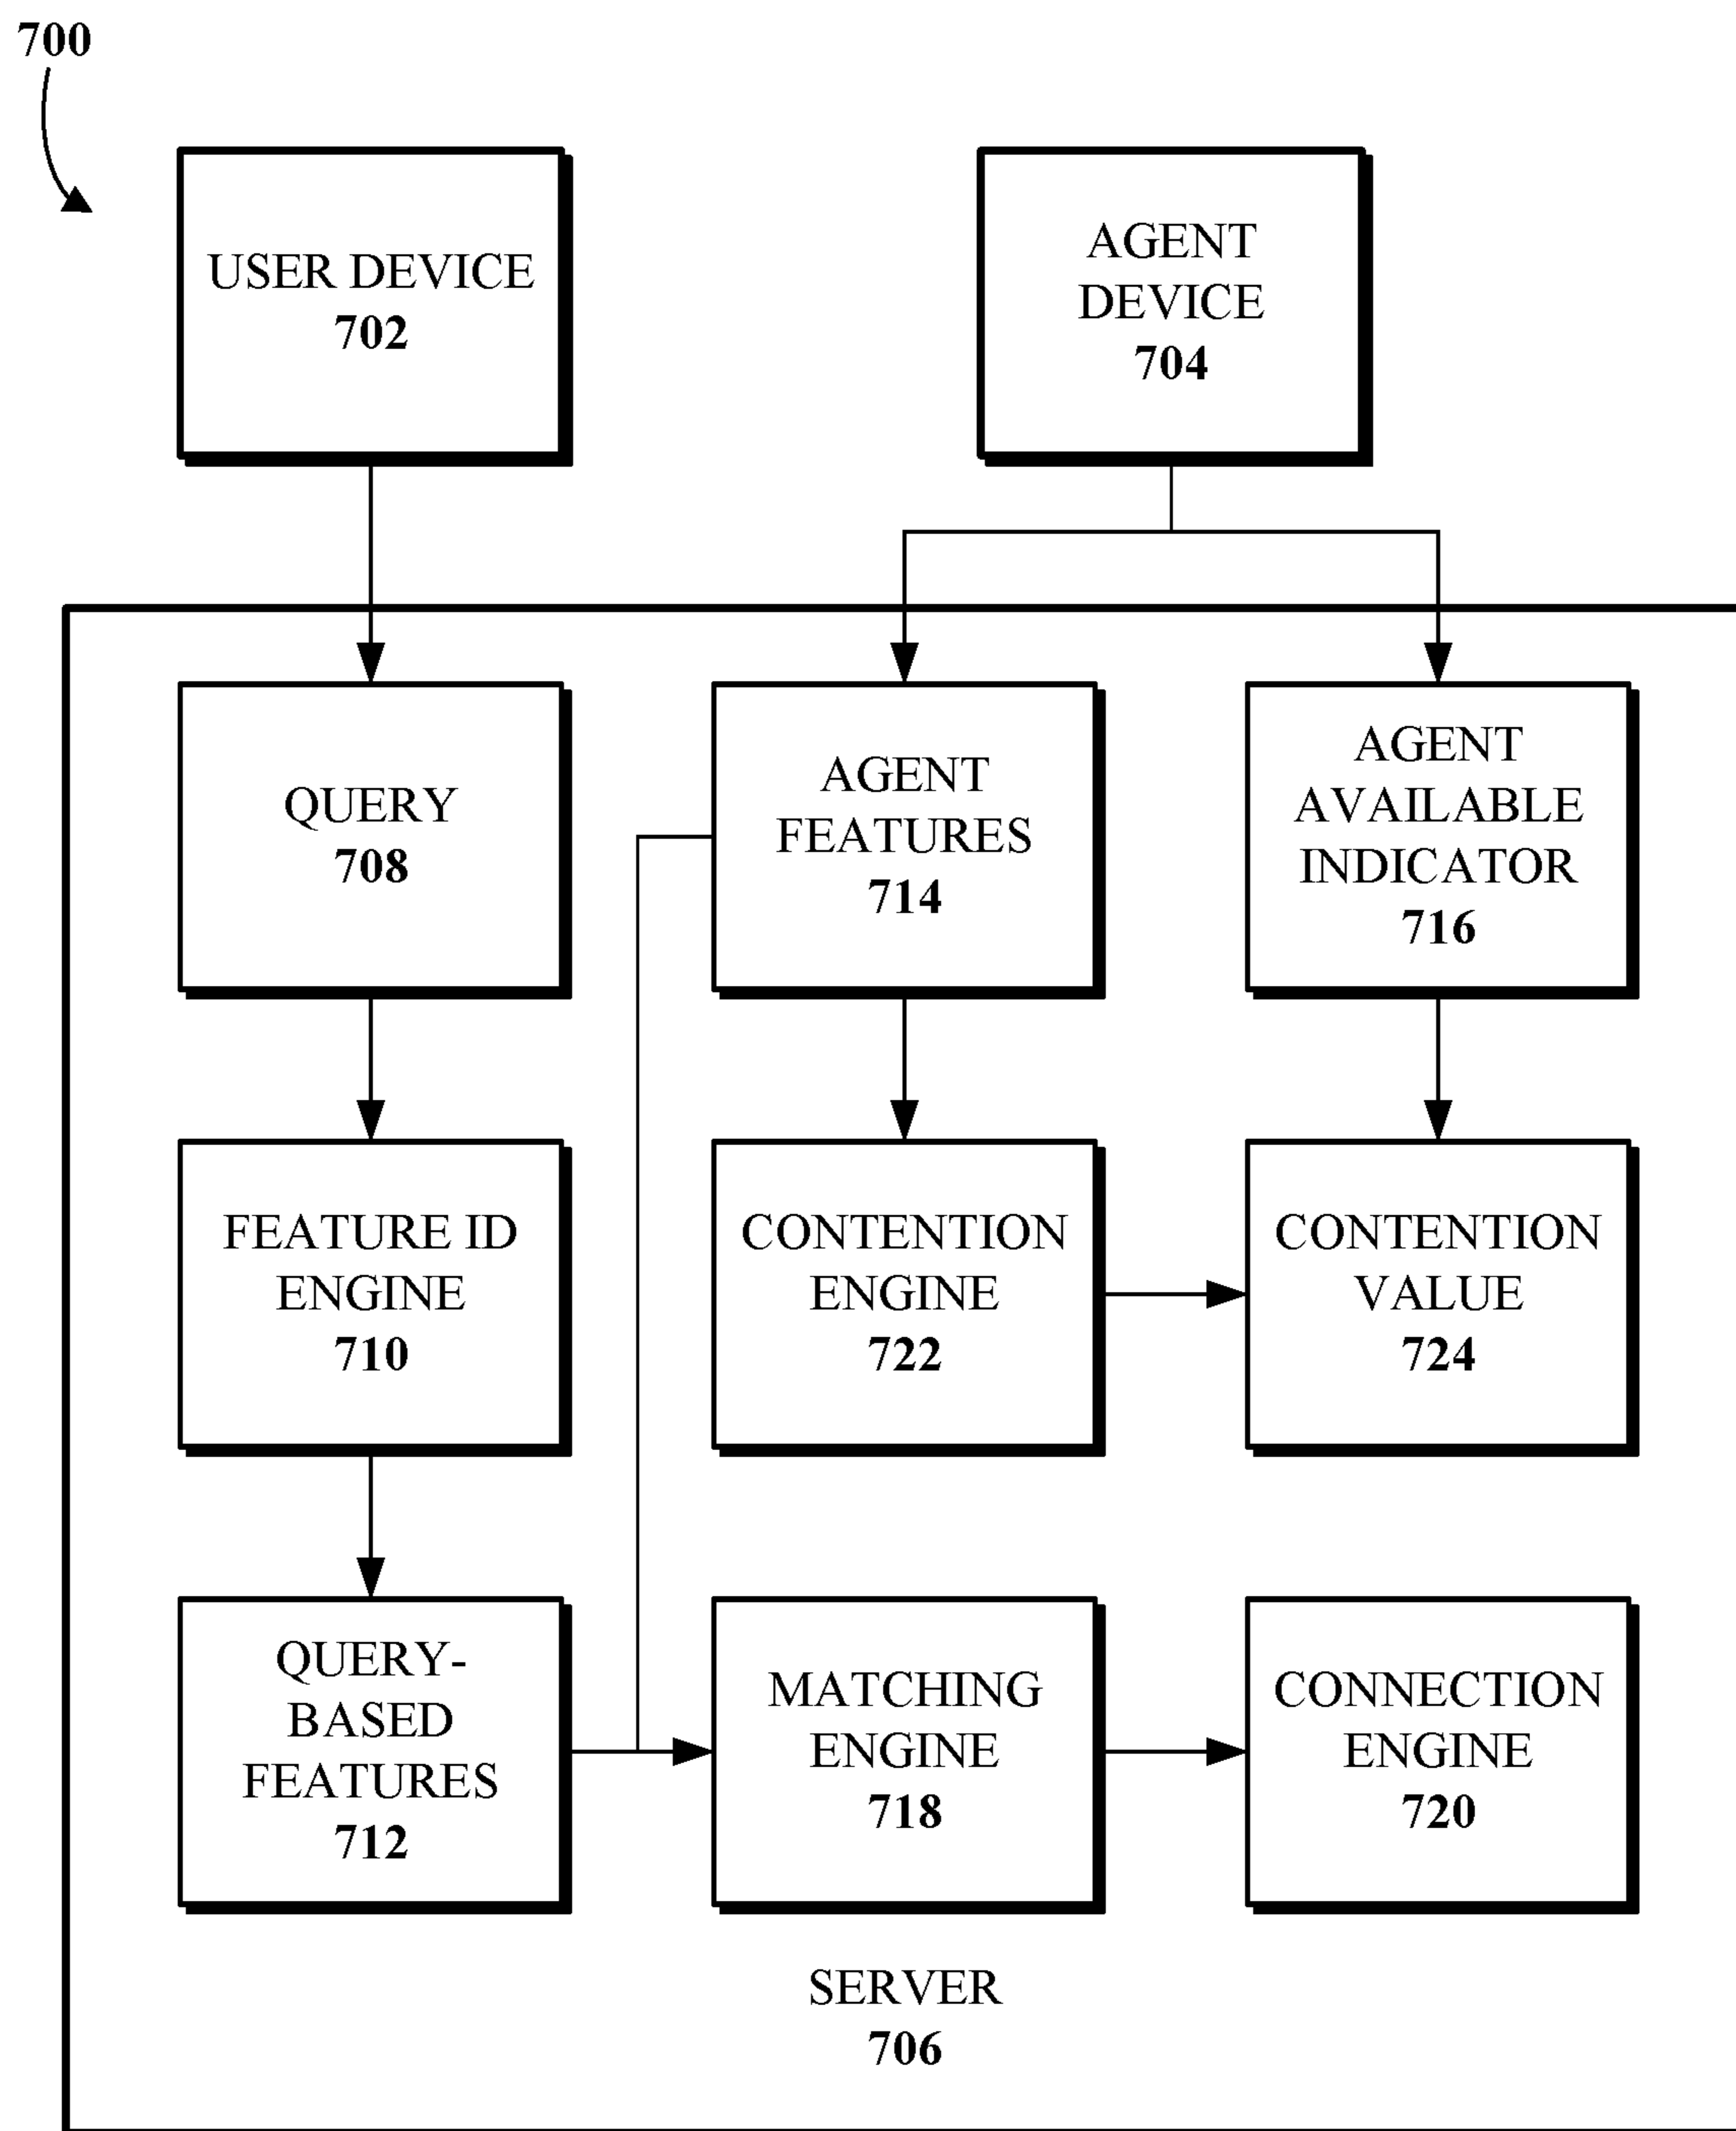 700
USER DEVICE
702
AGENT
DEVICE
704
QUERY
708
AGENT
FEATURES
714
AGENT
AVAILABLE
INDICATOR
716
FEATURE ID
ENGINE
710
CONTENTION
ENGINE
722
CONTENTION
VALUE
724
QUERY-
BASED
FEATURES
712
MATCHING
ENGINE
718
CONNECTION
ENGINE
720
SERVER
706